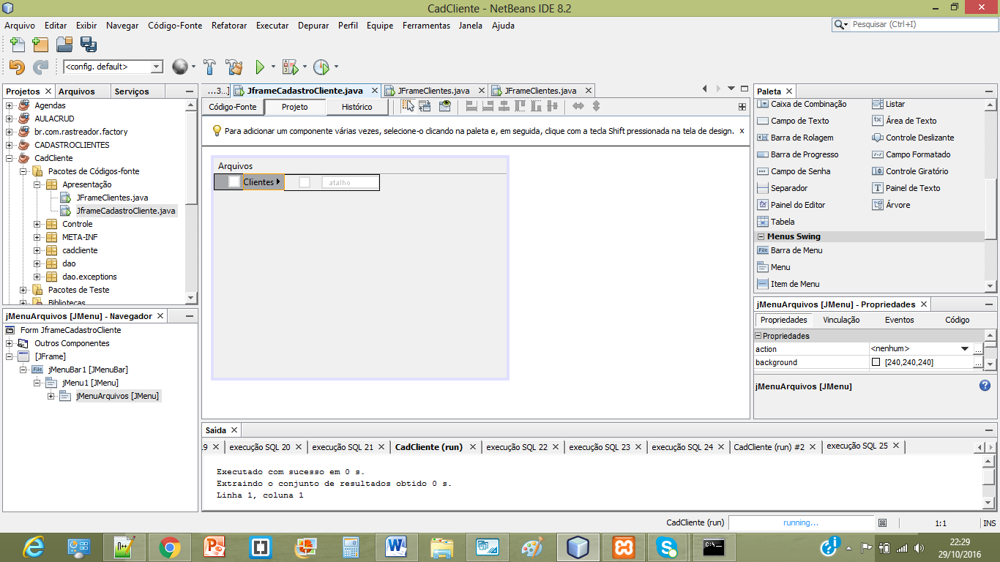 CadCliente - NetBeans IDE 8.2
Arquivo Editar Exibir Navegar Código-Fonte Refatorar Executar Depurar Perfil Equipe Ferramentas Janela Ajuda
Pesquisar (Ctrl+I)
<config. default>
Projetos Arquivos Serviços
Agendas
AULACRUD
br.com.rastreador.factory
CADASTROCLIENTES
CadCliente
Pacotes de Códigos-fonte
Apresentação
JFrameClientes.java
JframeCadastroCliente.java
Controle
META-INF
cadcliente
dao
dao.exceptions
Pacotes de Teste
Bibliotecas
jMenuArquivos [JMenu] - Navegador
Form JframeCadastroCliente
Outros Componentes
[JFrame]
jMenuBar1 [JMenuBar]
jMenu1 [JMenu]
jMenuArquivos [JMenu]
...3...] JframeCadastroCliente.java JFrameClientes.java JFrameClientes.java
Código-Fonte Projeto Histórico
Para adicionar um componente várias vezes, selecione-o clicando na paleta e, em seguida, clique com a tecla Shift pressionada na tela de design. x
Arquivos
Clientes atalho
Paleta
Caixa de Combinação Listar
Campo de Texto Área de Texto
Barra de Rolagem Controle Deslizante
Barra de Progresso Campo Formatado
Campo de Senha Controle Giratório
Separador Painel de Texto
Painel do Editor Árvore
Tabela
Menus Swing
Barra de Menu
Menu
Item de Menu
jMenuArquivos [JMenu] - Propriedades
Propriedades Vinculação Eventos Código
Propriedades
action <nenhum> ...
background [240,240,240] ...
jMenuArquivos [JMenu]
Saída
.9 execução SQL 20 execução SQL 21 CadCliente (run) execução SQL 22 execução SQL 23 execução SQL 24 CadCliente (run) #2 execução SQL 25
Executado com sucesso em 0 s.
Extraindo o conjunto de resultados obtido 0 s.
Linha 1, coluna 1
CadCliente (run) running... 1:1 INS
22:29
29/10/2016